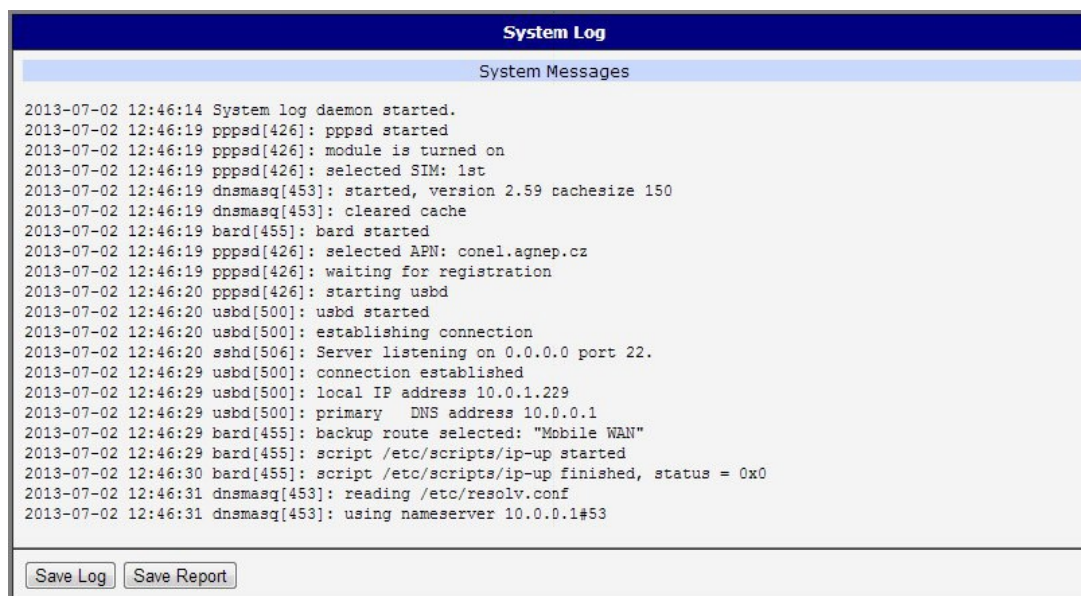 System Log
System Messages
2013-07-02 12:46:14 System log daemon started.
2013-07-02 12:46:19 pppsd[426]: pppsd started
2013-07-02 12:46:19 pppsd[426]: module is turned on
2013-07-02 12:46:19 pppsd[426]: selected SIM: 1st
2013-07-02 12:46:19 dnsmasq[453]: started, version 2.59 cachesize 150
2013-07-02 12:46:19 dnsmasq[453]: cleared cache
2013-07-02 12:46:19 bard[455]: bard started
2013-07-02 12:46:19 pppsd[426]: selected APN: conel.agnep.cz
2013-07-02 12:46:19 pppsd[426]: waiting for registration
2013-07-02 12:46:20 pppsd[426]: starting usbd
2013-07-02 12:46:20 usbd[500]: usbd started
2013-07-02 12:46:20 usbd[500]: establishing connection
2013-07-02 12:46:20 sshd[506]: Server listening on 0.0.0.0 port 22.
2013-07-02 12:46:29 usbd[500]: connection established
2013-07-02 12:46:29 usbd[500]: local IP address 10.0.1.229
2013-07-02 12:46:29 usbd[500]: primary   DNS address 10.0.0.1
2013-07-02 12:46:29 bard[455]: backup route selected: "Mobile WAN"
2013-07-02 12:46:29 bard[455]: script /etc/scripts/ip-up started
2013-07-02 12:46:30 bard[455]: script /etc/scripts/ip-up finished, status = 0x0
2013-07-02 12:46:31 dnsmasq[453]: reading /etc/resolv.conf
2013-07-02 12:46:31 dnsmasq[453]: using nameserver 10.0.0.1#53
Save Log Save Report